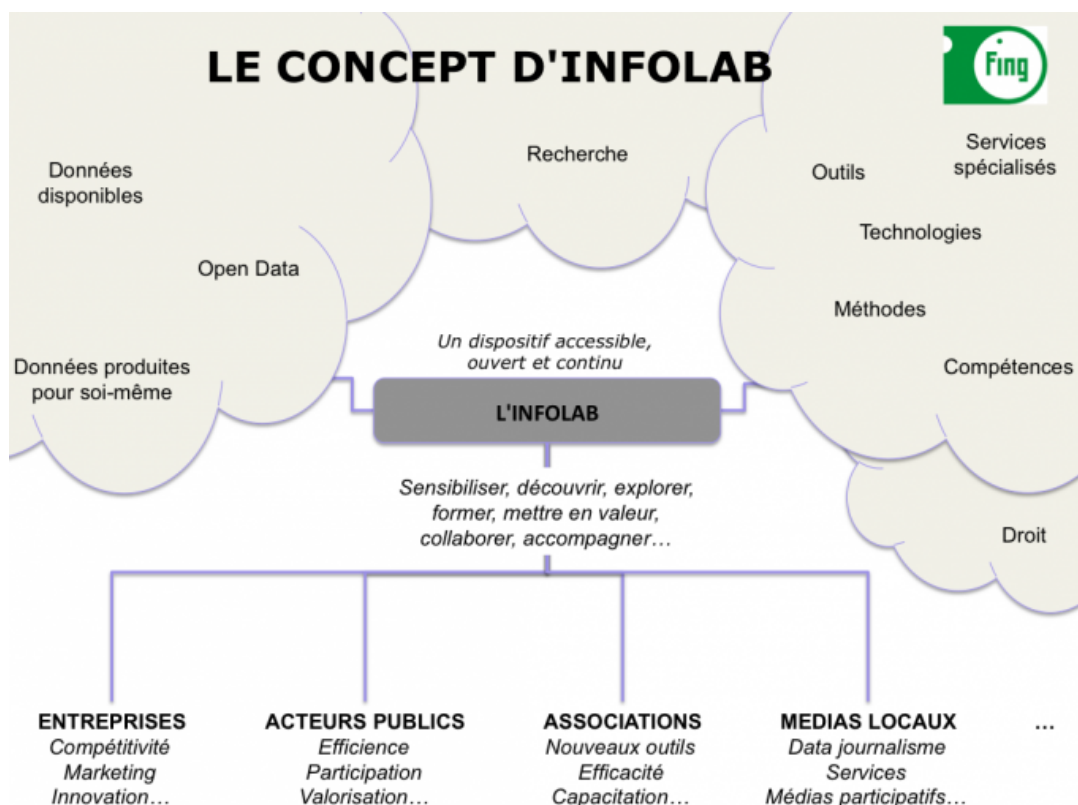 LE CONCEPT D'INFOLAB
Fing
Données
disponibles
Open Data
Données produites
pour soi-même
Recherche
Outils
Services
spécialisés
Technologies
Méthodes
Compétences
Droit
Un dispositif accessible,
ouvert et continu
L'INFOLAB
Sensibiliser, découvrir, explorer,
former, mettre en valeur,
collaborer, accompagner…
ENTREPRISES
Compétitivité
Marketing
Innovation…
ACTEURS PUBLICS
Efficience
Participation
Valorisation…
ASSOCIATIONS
Nouveaux outils
Efficacité
Capacitation…
MEDIAS LOCAUX
Data journalisme
Services
Médias participatifs…
…